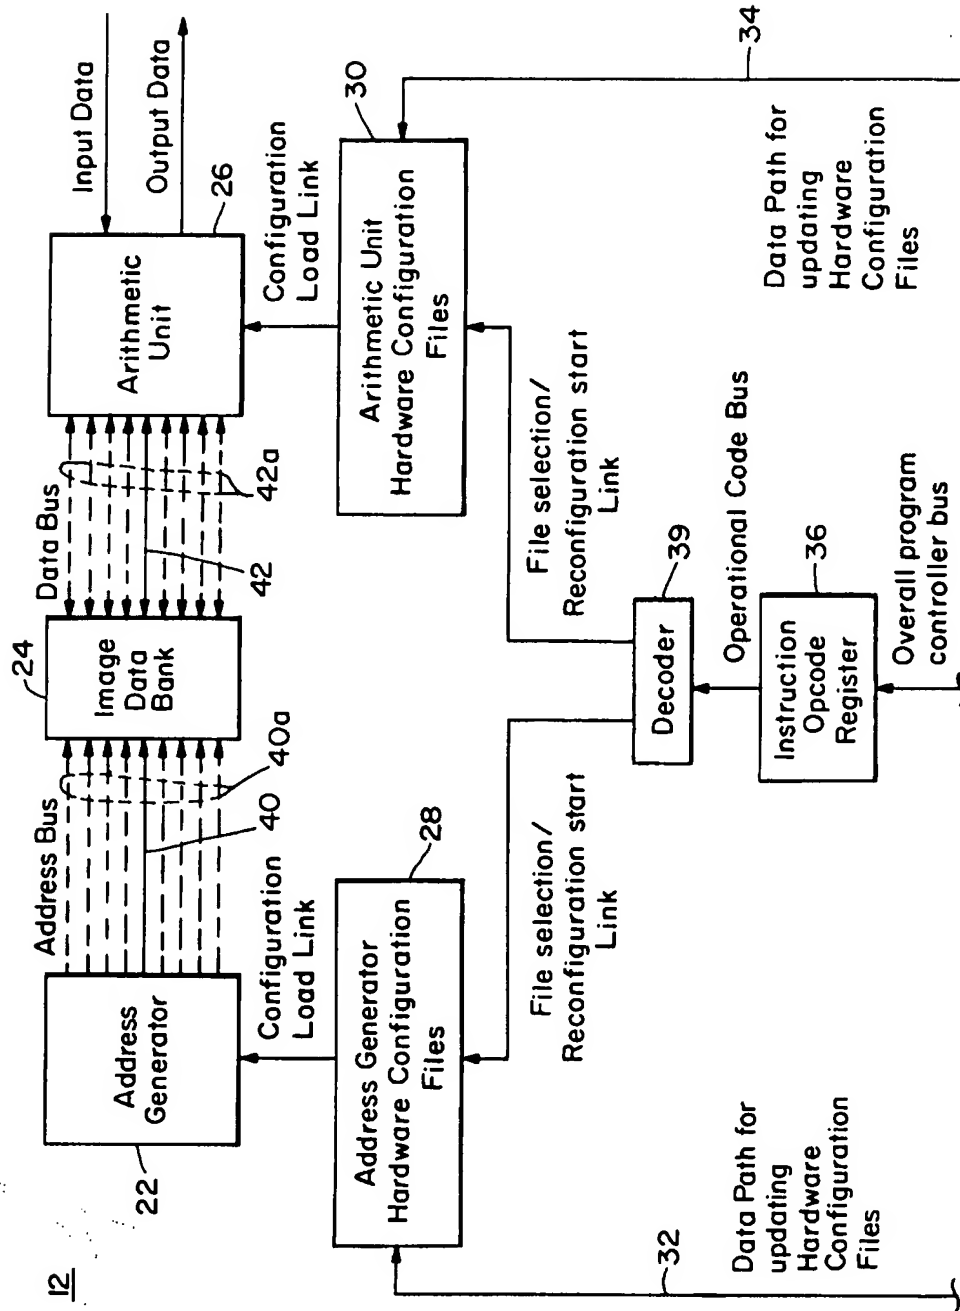 12
22
Address
Generator
Address Bus
40
40a
24
Image
Data
Bank
Data Bus
42
42a
Arithmetic
Unit
26
Input Data
Output Data
Configuration
Load Link
28
Address Generator
Hardware Configuration
Files
Configuration
Load Link
30
Arithmetic Unit
Hardware Configuration
Files
File selection/
Reconfiguration start
Link
File selection/
Reconfiguration start
Link
39
Decoder
Operational Code Bus
36
Instruction
Opcode
Register
Overall program
controller bus
32
Data Path for
updating
Hardware
Configuration
Files
34
Data Path for
updating
Hardware
Configuration
Files